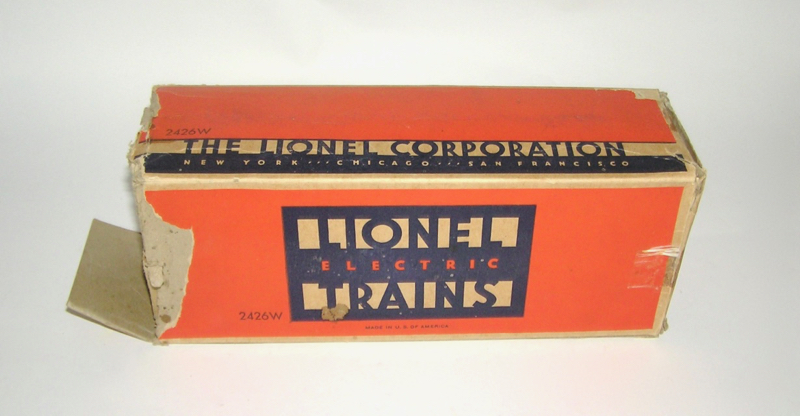 2426W
THE LIONEL CORPORATION
NEW YORK ··· CHICAGO ··· SAN FRANCISCO
LIONEL
ELECTRIC
TRAINS
2426W
MADE IN U.S. OF AMERICA